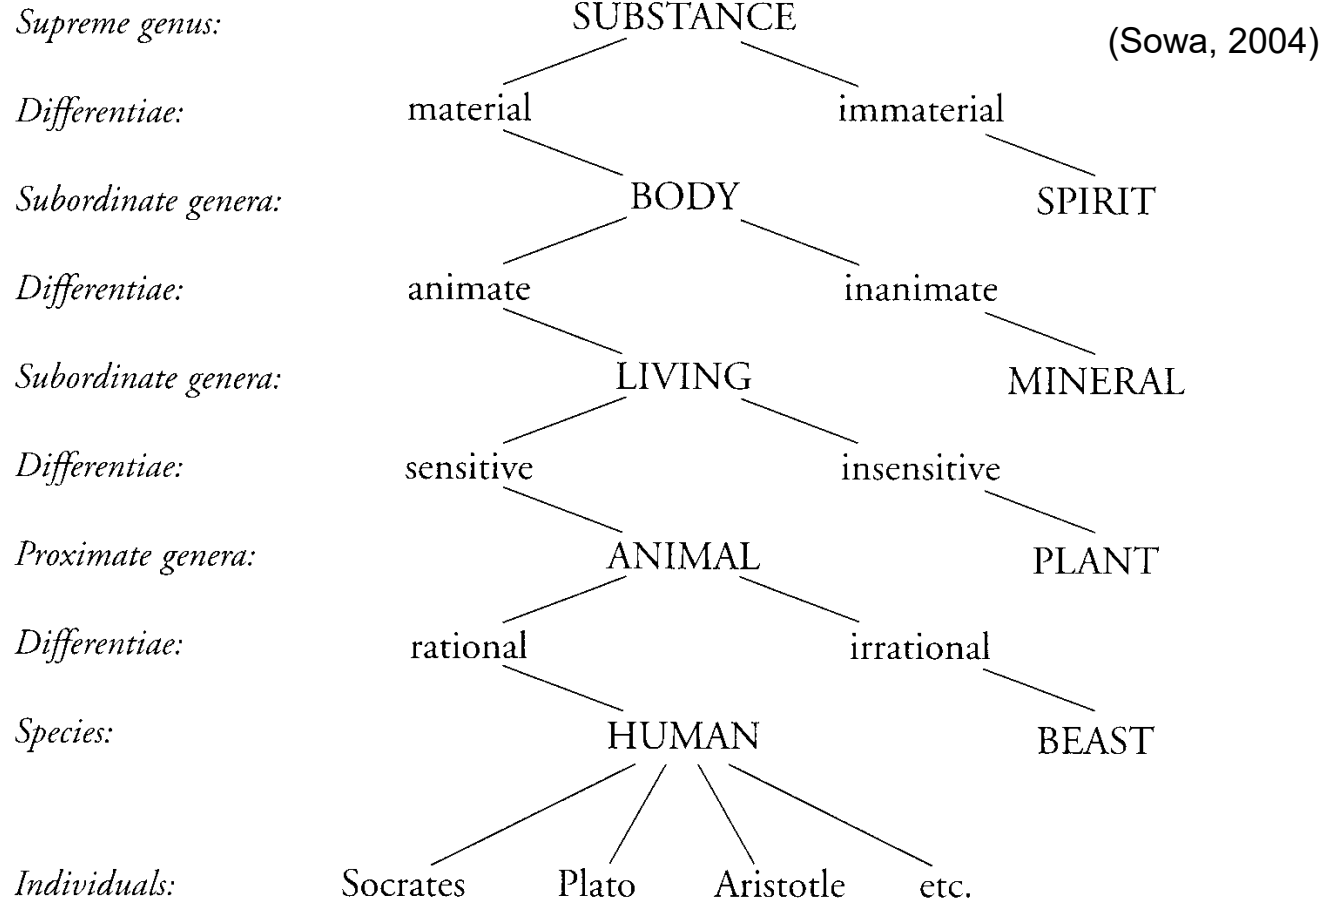 Supreme genus: SUBSTANCE (Sowa, 2004)
Differentiae: material immaterial
Subordinate genera: BODY SPIRIT
Differentiae: animate inanimate
Subordinate genera: LIVING MINERAL
Differentiae: sensitive insensitive
Proximate genera: ANIMAL PLANT
Differentiae: rational irrational
Species: HUMAN BEAST
Individuals: Socrates Plato Aristotle etc.